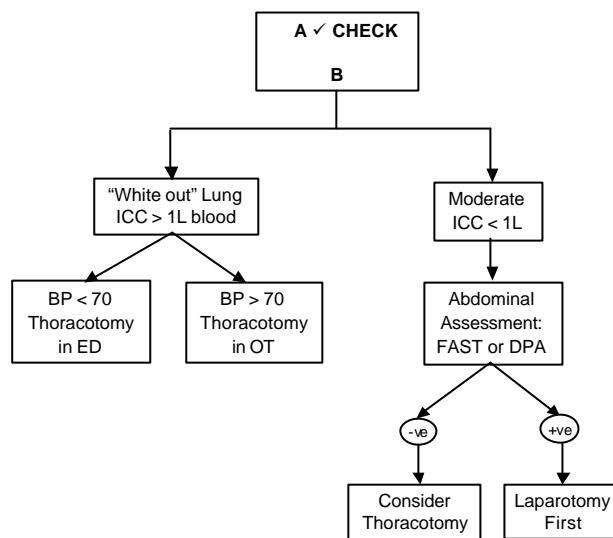 A ✓ CHECK
B
“White out” Lung
ICC > 1L blood
Moderate
ICC < 1L
BP < 70
Thoracotomy
in ED
BP > 70
Thoracotomy
in OT
Abdominal
Assessment:
FAST or DPA
-ve
+ve
Consider
Thoracotomy
Laparotomy
First